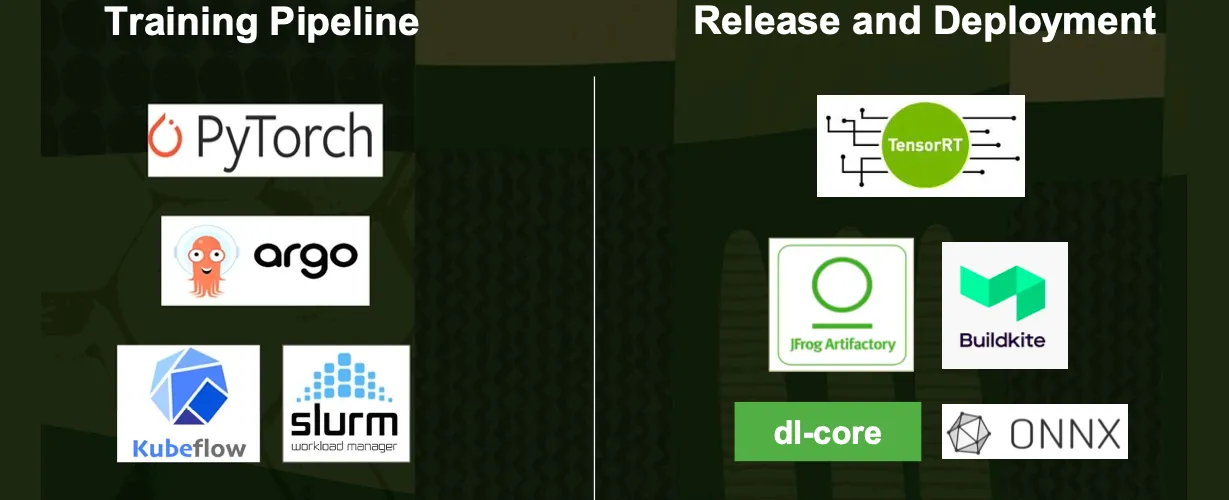 Training Pipeline
PyTorch
argo
Kubeflow
slurm
workload manager
Release and Deployment
TensorRT
JFrog Artifactory
Buildkite
dl-core
ONNX